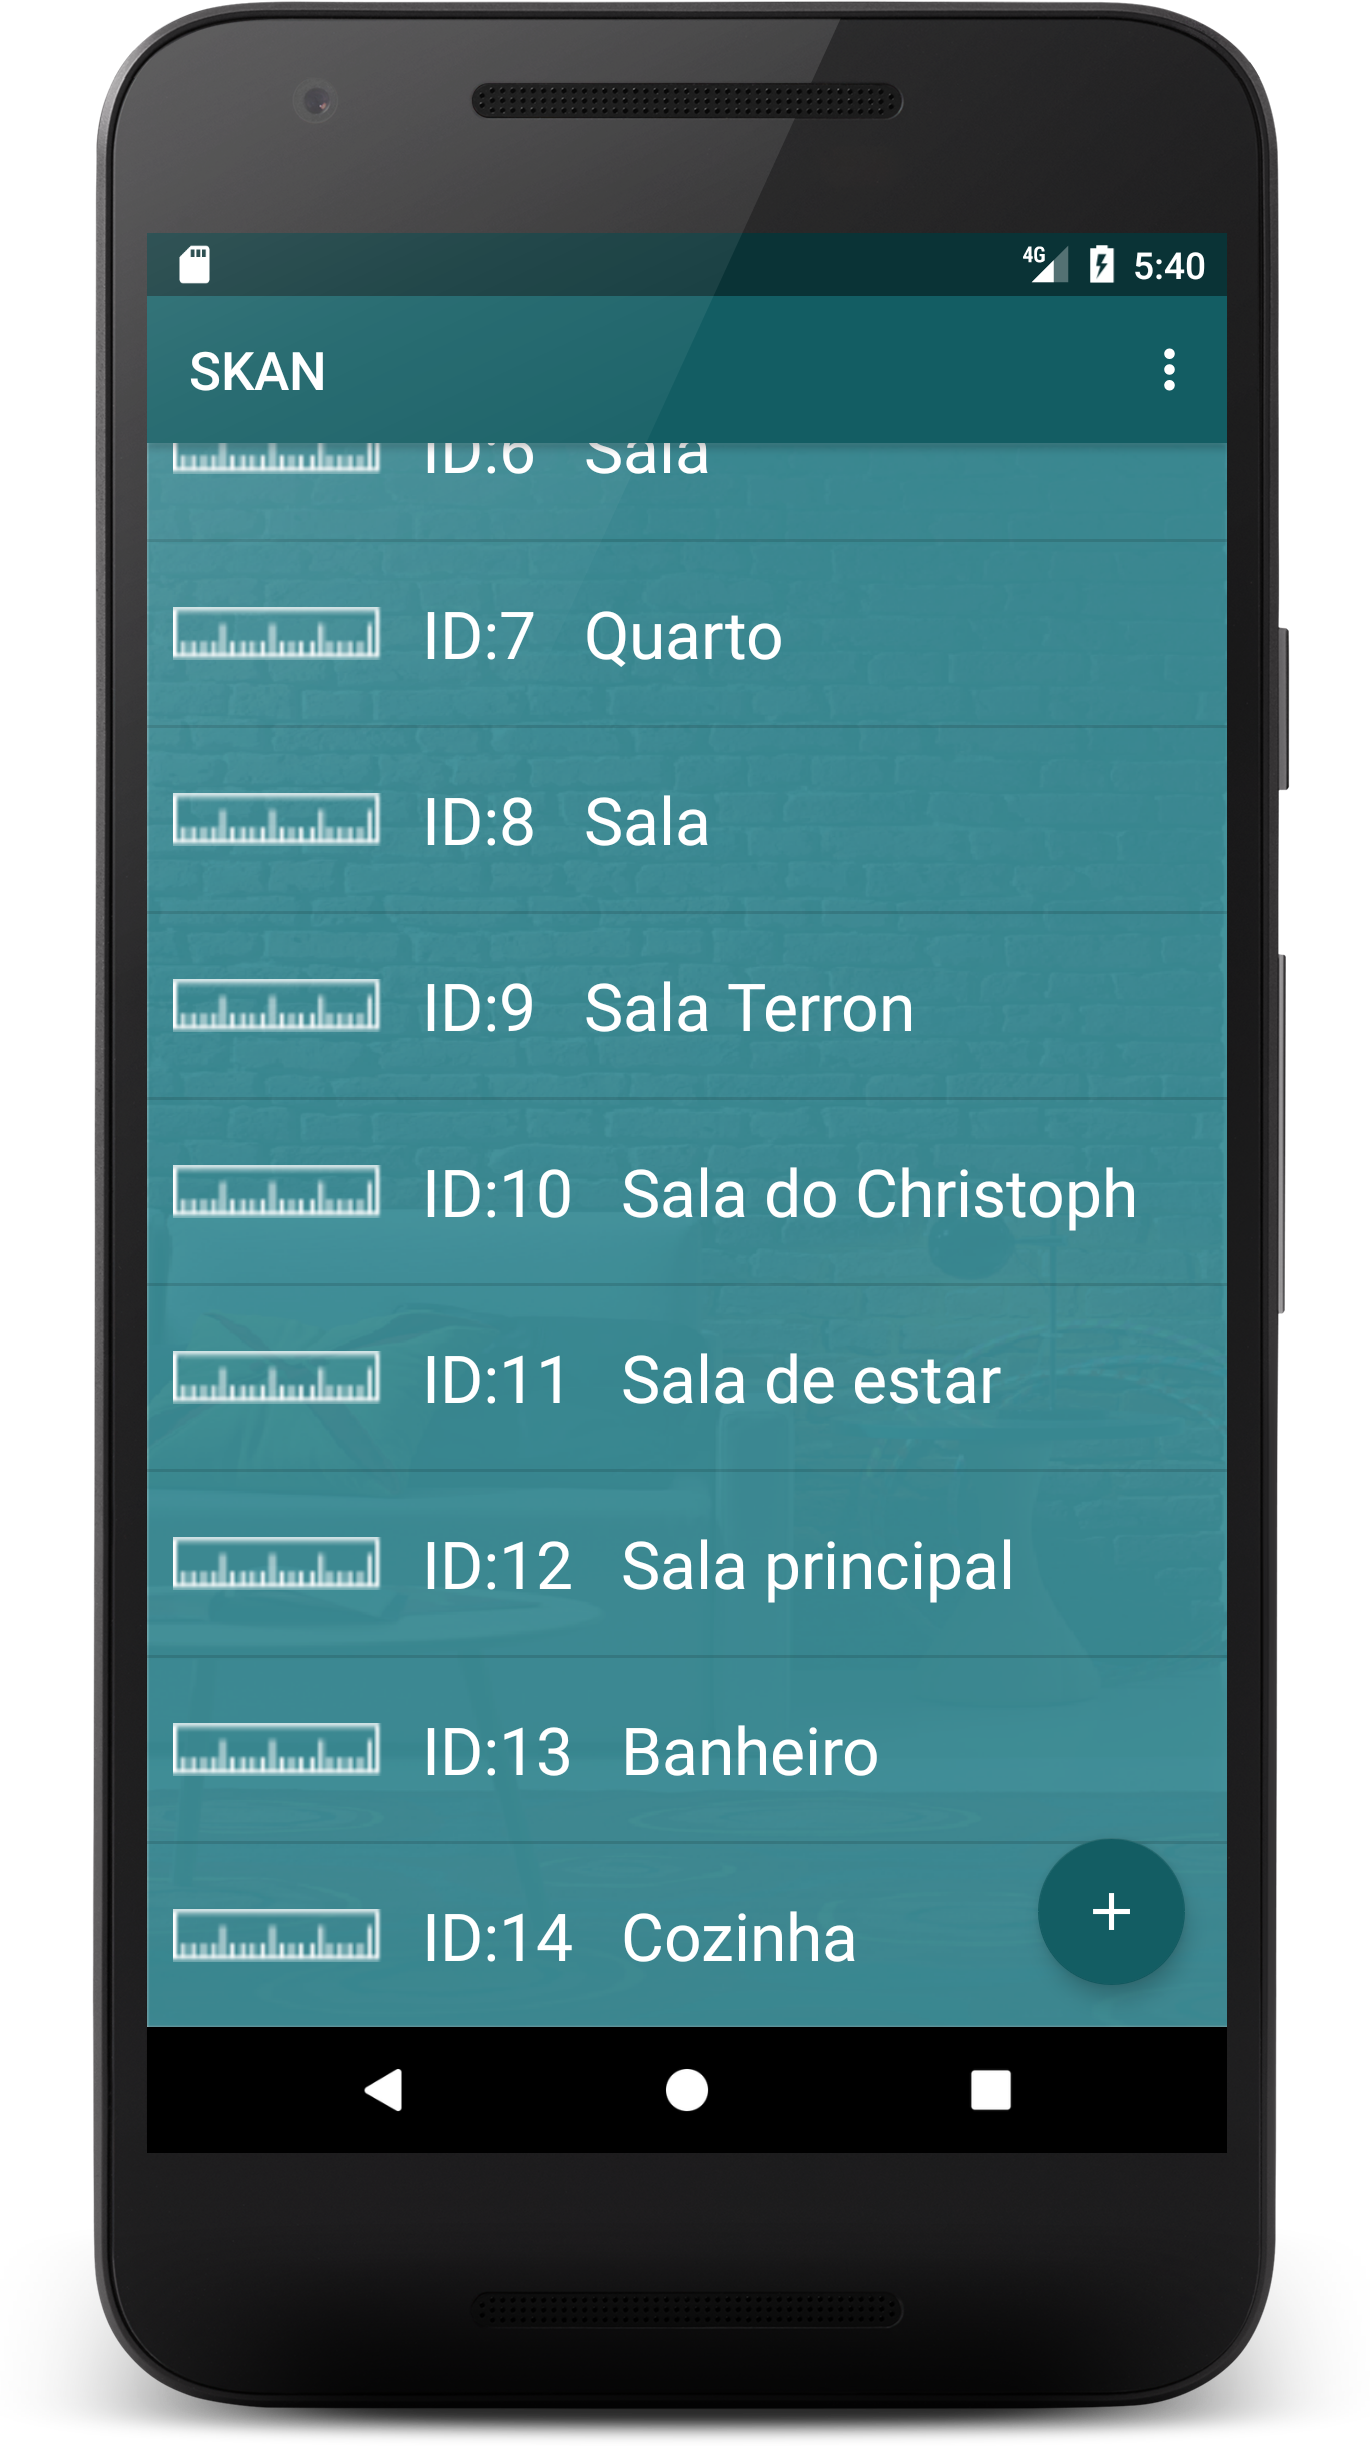 4G 5:40
SKAN
ID:6 Sala
ID:7 Quarto
ID:8 Sala
ID:9 Sala Terron
ID:10 Sala do Christoph
ID:11 Sala de estar
ID:12 Sala principal
ID:13 Banheiro
ID:14 Cozinha